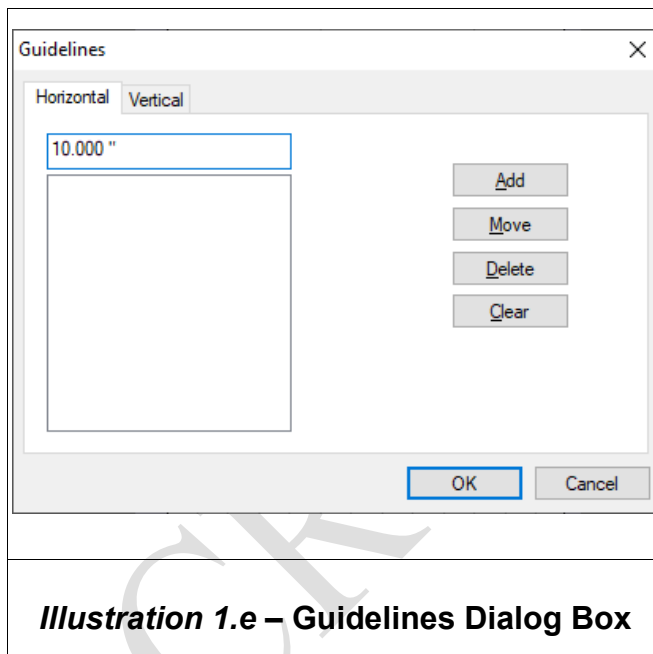 Guidelines
Horizontal Vertical
10.000 "
Add
Move
Delete
Clear
OK Cancel
Illustration 1.e – Guidelines Dialog Box